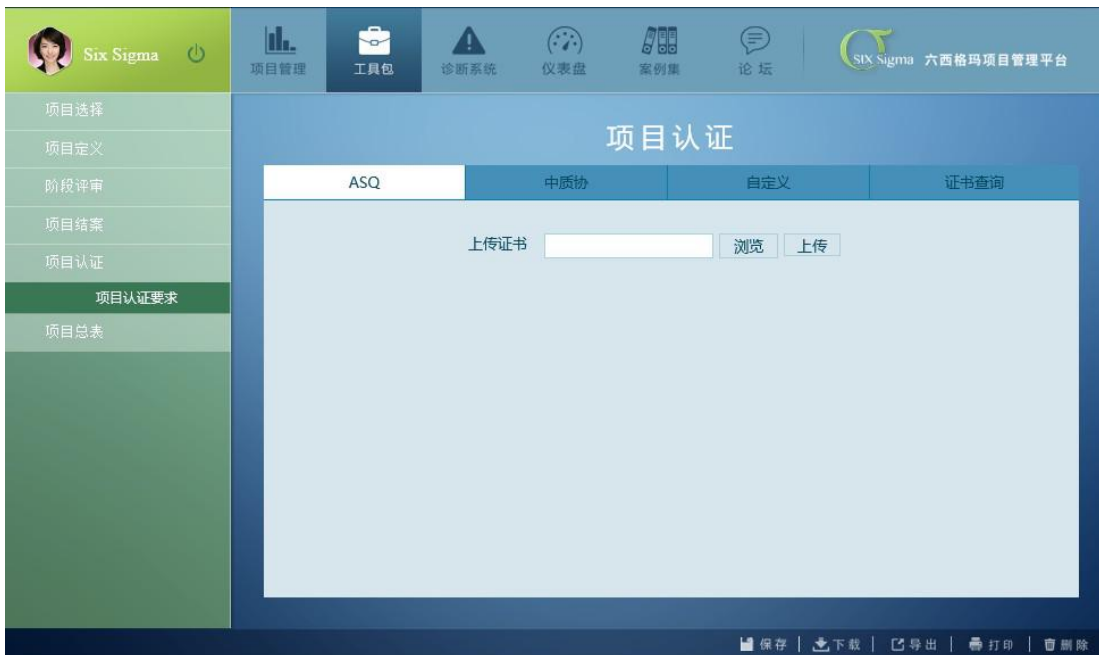 Six Sigma
项目管理
工具包
诊断系统
仪表盘
案例集
论坛
SIX Sigma 六西格玛项目管理平台
项目选择
项目定义
阶段评审
项目结案
项目认证
项目认证要求
项目总表
项目认证
ASQ
中质协
自定义
证书查询
上传证书
浏览
上传
保存
下载
导出
打印
删除